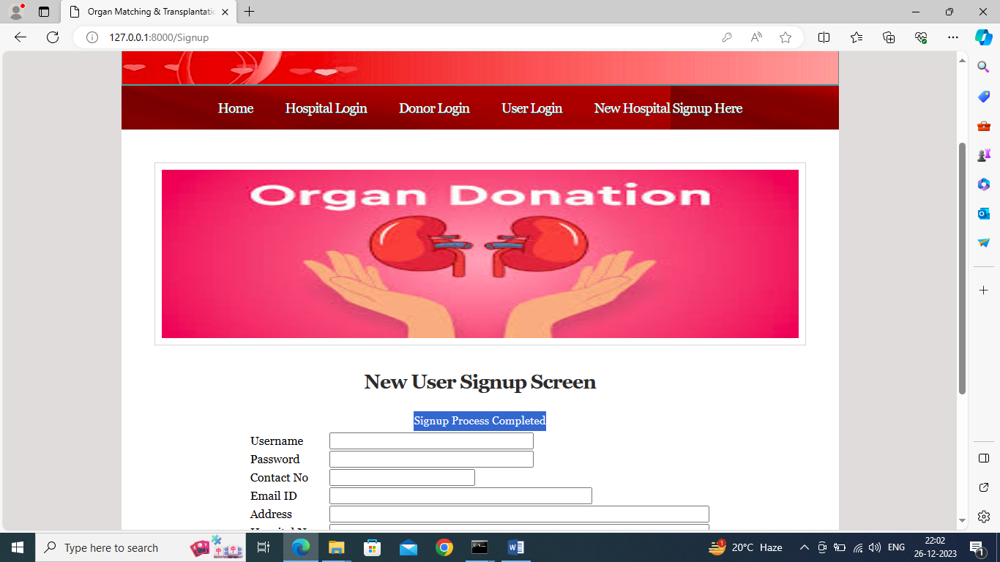 Organ Matching & Transplantatic
127.0.0.1:8000/Signup
Home Hospital Login Donor Login User Login New Hospital Signup Here
Organ Donation
New User Signup Screen
Signup Process Completed
Username
Password
Contact No
Email ID
Address
Type here to search
20°C Haze
ENG
22:02
26-12-2023
1
1